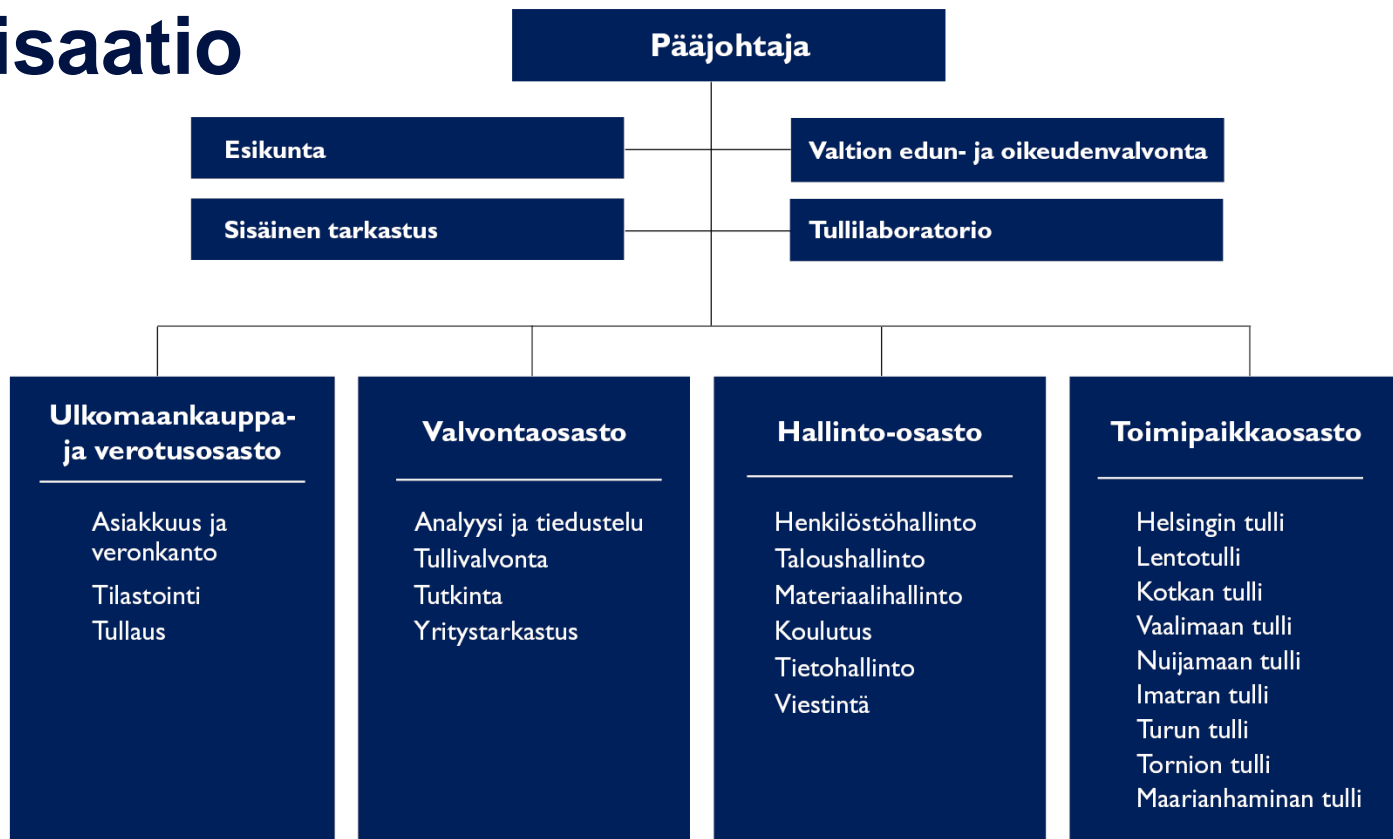 isaatio
Pääjohtaja
Esikunta
Valtion edun- ja oikeudenvalvonta
Sisäinen tarkastus
Tullilaboratorio
Ulkomaankauppa-
ja verotusosasto
Asiakkuus ja
veronkanto
Tilastointi
Tullaus
Valvontaosasto
Analyysi ja tiedustelu
Tullivalvonta
Tutkinta
Yritystarkastus
Hallinto-osasto
Henkilöstöhallinto
Taloushallinto
Materiaalihallinto
Koulutus
Tietohallinto
Viestintä
Toimipaikkaosasto
Helsingin tulli
Lentotulli
Kotkan tulli
Vaalimaan tulli
Nuijamaan tulli
Imatran tulli
Turun tulli
Tornion tulli
Maarianhaminan tulli